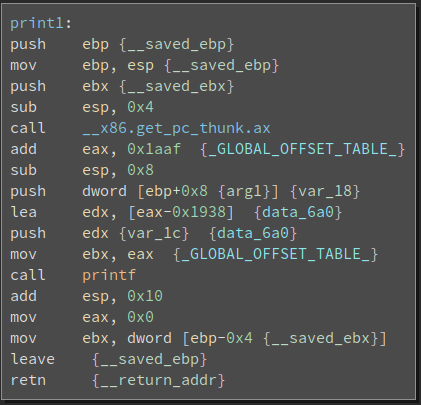 print1:
push    ebp {__saved_ebp}
mov     ebp, esp {__saved_ebp}
push    ebx {__saved_ebx}
sub     esp, 0x4
call    __x86.get_pc_thunk.ax
add     eax, 0x1aaf  {_GLOBAL_OFFSET_TABLE_}
sub     esp, 0x8
push    dword [ebp+0x8 {arg1}] {var_18}
lea     edx, [eax-0x1938]  {data_6a0}
push    edx {var_1c}  {data_6a0}
mov     ebx, eax  {_GLOBAL_OFFSET_TABLE_}
call    printf
add     esp, 0x10
mov     eax, 0x0
mov     ebx, dword [ebp-0x4 {__saved_ebx}]
leave    {__saved_ebp}
retn     {__return_addr}